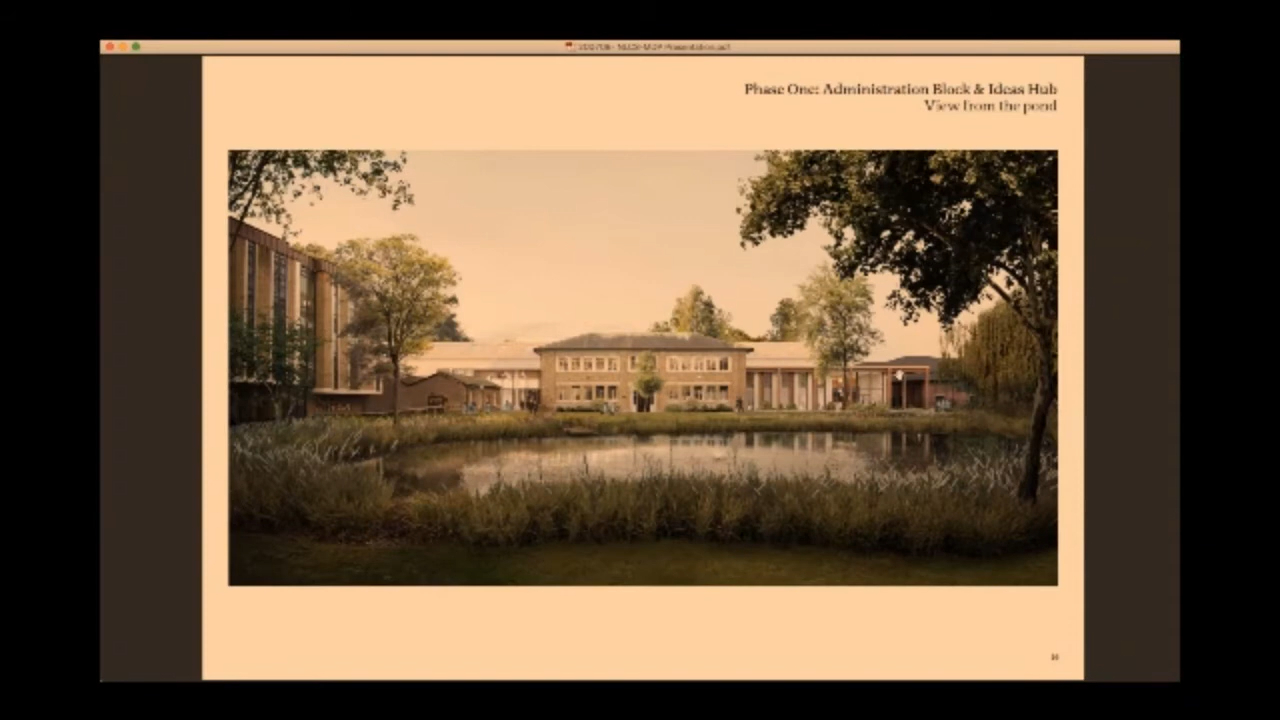 Phase One: Administration Block & Ideas Hub
View from the pond